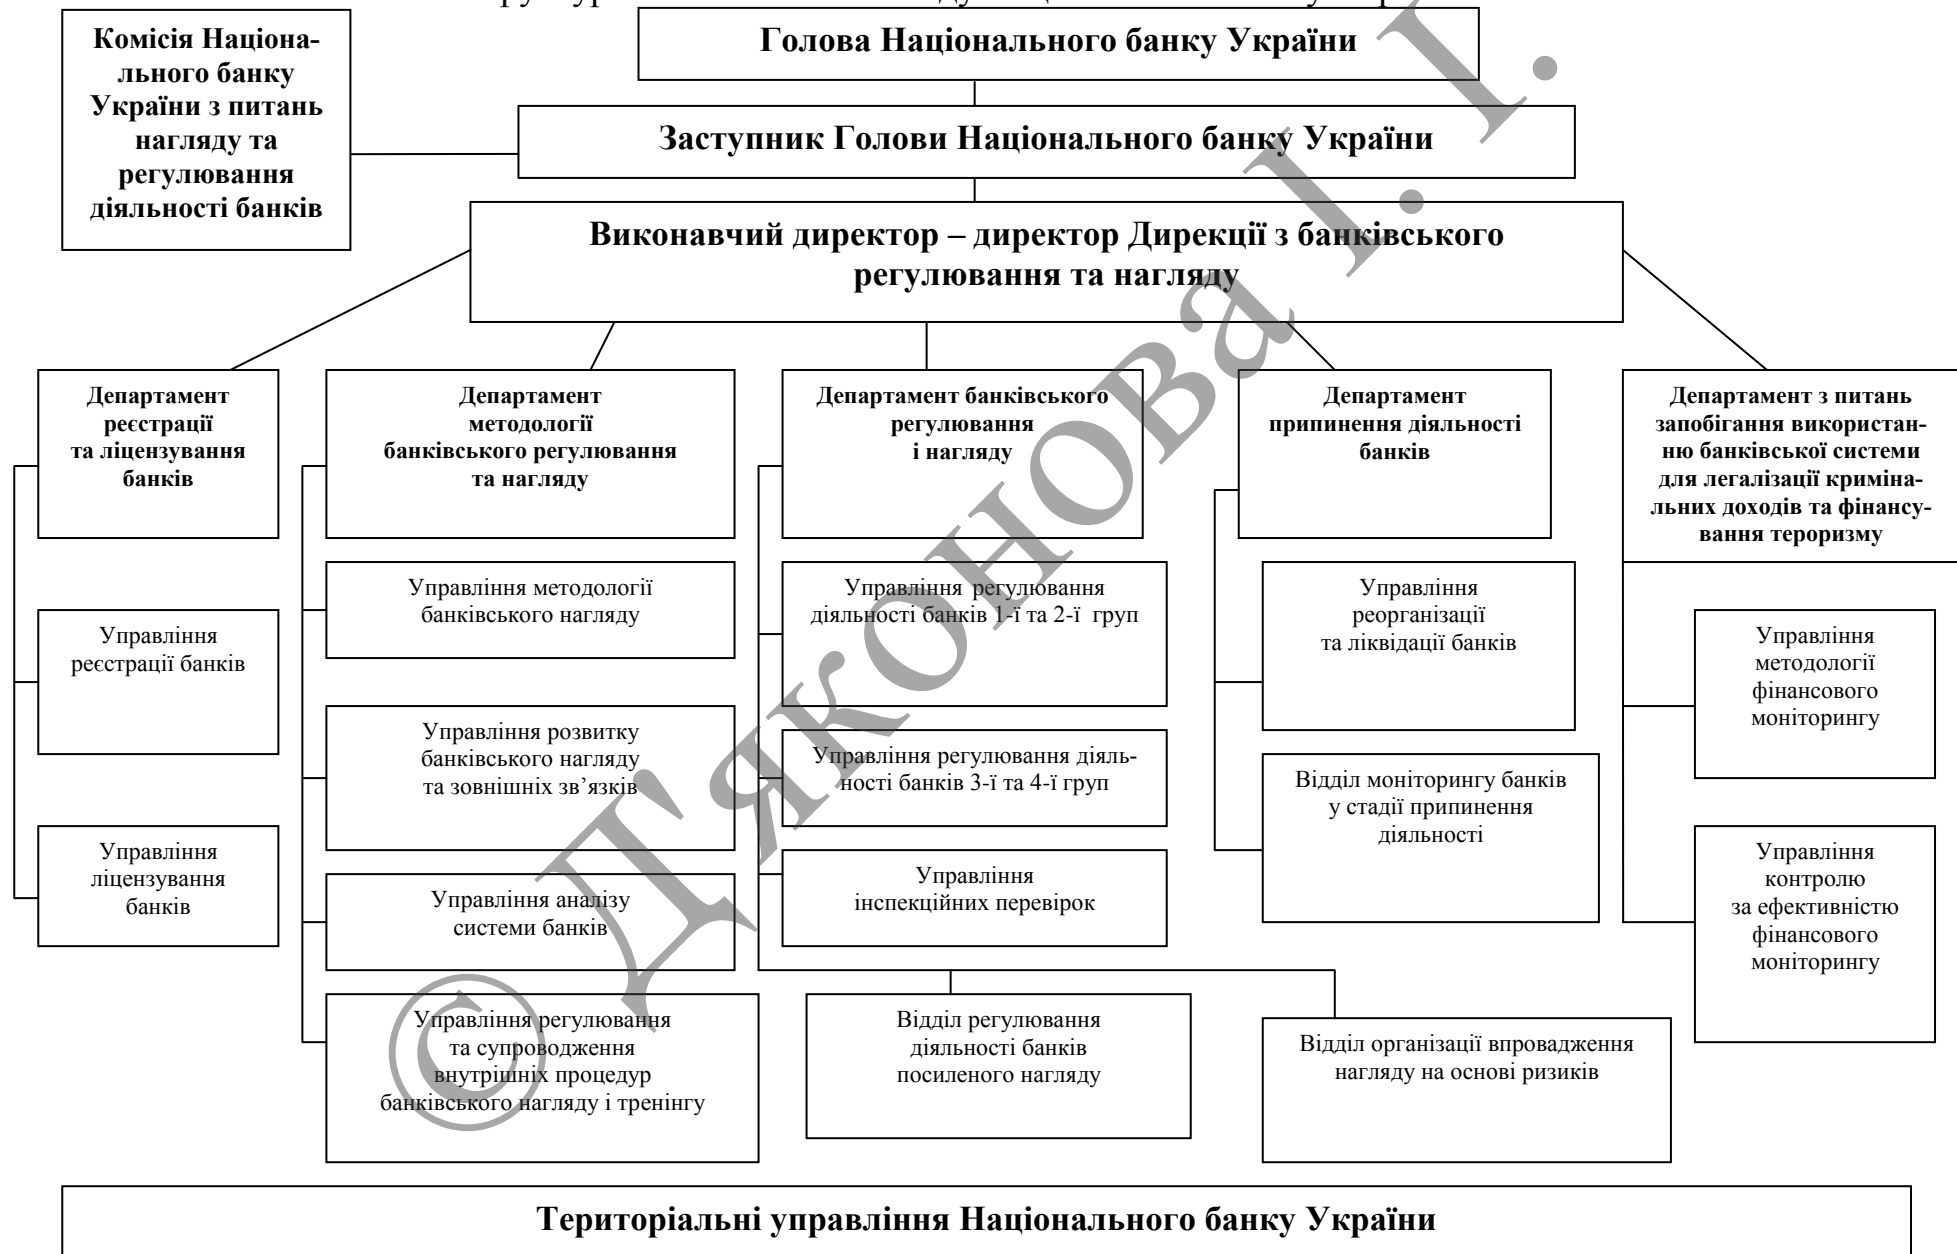 Комісія Націона-
льного банку
України з питань
нагляду та
регулювання
діяльності банків
Голова Національного банку України
Заступник Голови Національного банку України
Виконавчий директор – директор Дирекції з банківського
регулювання та нагляду
Департамент
реєстрації
та ліцензування
банків
Управління
реєстрації банків
Управління
ліцензування
банків
Департамент
методології
банківського регулювання
та нагляду
Управління методології
банківського нагляду
Управління розвитку
банківського нагляду
та зовнішніх зв’язків
Управління аналізу
системи банків
Управління регулювання
та супроводження
внутрішніх процедур
банківського нагляду і тренінгу
Департамент банківського
регулювання
і нагляду
Управління регулювання
діяльності банків 1-ї та 2-ї груп
Управління регулювання діяль-
ності банків 3-ї та 4-ї груп
Управління
інспекційних перевірок
Відділ регулювання
діяльності банків
посиленого нагляду
Відділ організації впровадження
нагляду на основі ризиків
Департамент
припинення діяльності
банків
Управління
реорганізації
та ліквідації банків
Відділ моніторингу банків
у стадії припинення
діяльності
Департамент з питань
запобігання використан-
ню банківської системи
для легалізації криміна-
льних доходів та фінансу-
вання тероризму
Управління
методології
фінансового
моніторингу
Управління
контролю
за ефективністю
фінансового
моніторингу
Територіальні управління Національного банку України
© Д'яконова І. І.